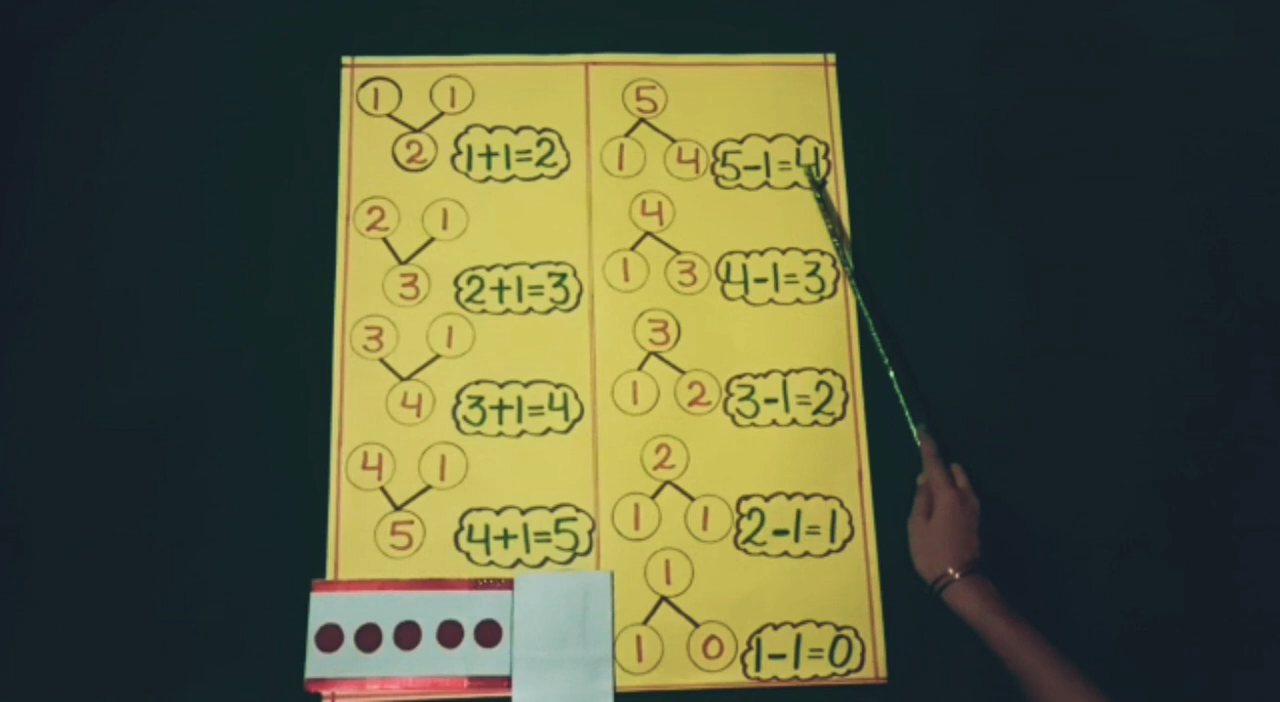 1 1
2 1+1=2
2 1
3 2+1=3
3 1
4 3+1=4
4 1
5 4+1=5
5
1 4 5-1=4
4
1 3 4-1=3
3
1 2 3-1=2
2
1 1 2-1=1
1
1 0 1-1=0